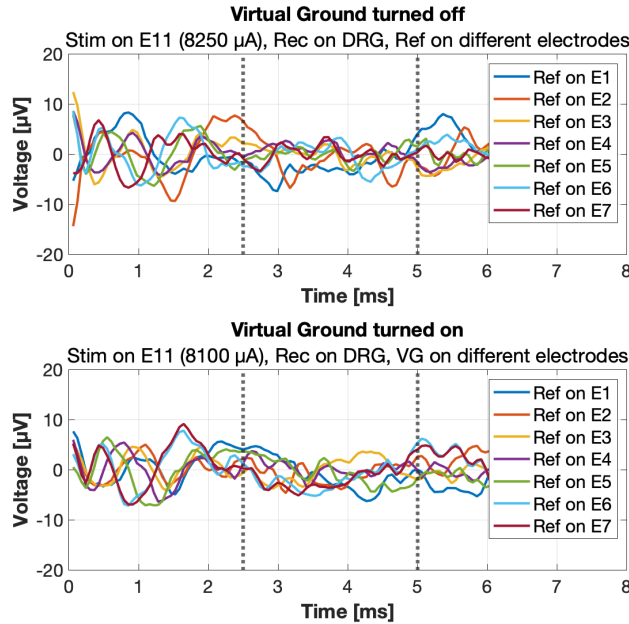 Virtual Ground turned off
Stim on E11 (8250 µA), Rec on DRG, Ref on different electrodes
20
10
0
-10
-20
Voltage [µV]
Ref on E1
Ref on E2
Ref on E3
Ref on E4
Ref on E5
Ref on E6
Ref on E7
0 1 2 3 4 5 6 7 8
Time [ms]
Virtual Ground turned on
Stim on E11 (8100 µA), Rec on DRG, VG on different electrodes
20
10
0
-10
-20
Voltage [µV]
Ref on E1
Ref on E2
Ref on E3
Ref on E4
Ref on E5
Ref on E6
Ref on E7
0 1 2 3 4 5 6 7 8
Time [ms]